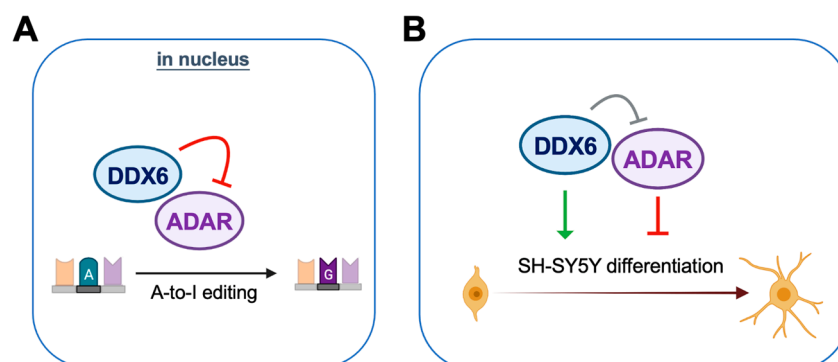 A
in nucleus
DDX6
ADAR
A
G
A-to-I editing
B
DDX6
ADAR
SH-SY5Y differentiation